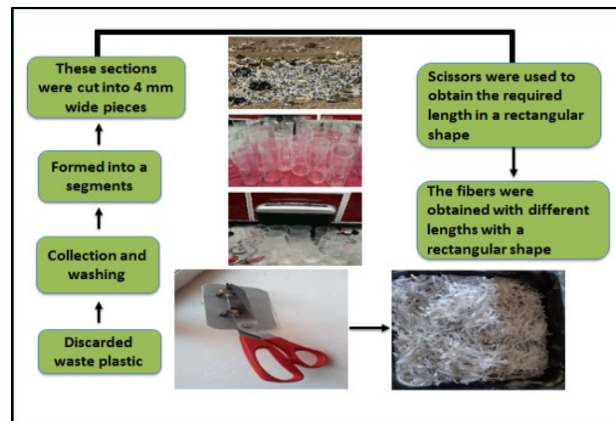 These sections
were cut into 4 mm
wide pieces
Formed into a
segments
Collection and
washing
Discarded
waste plastic
Scissors were used to
obtain the required
length in a rectangular
shape
The fibers were
obtained with different
lengths with a
rectangular shape